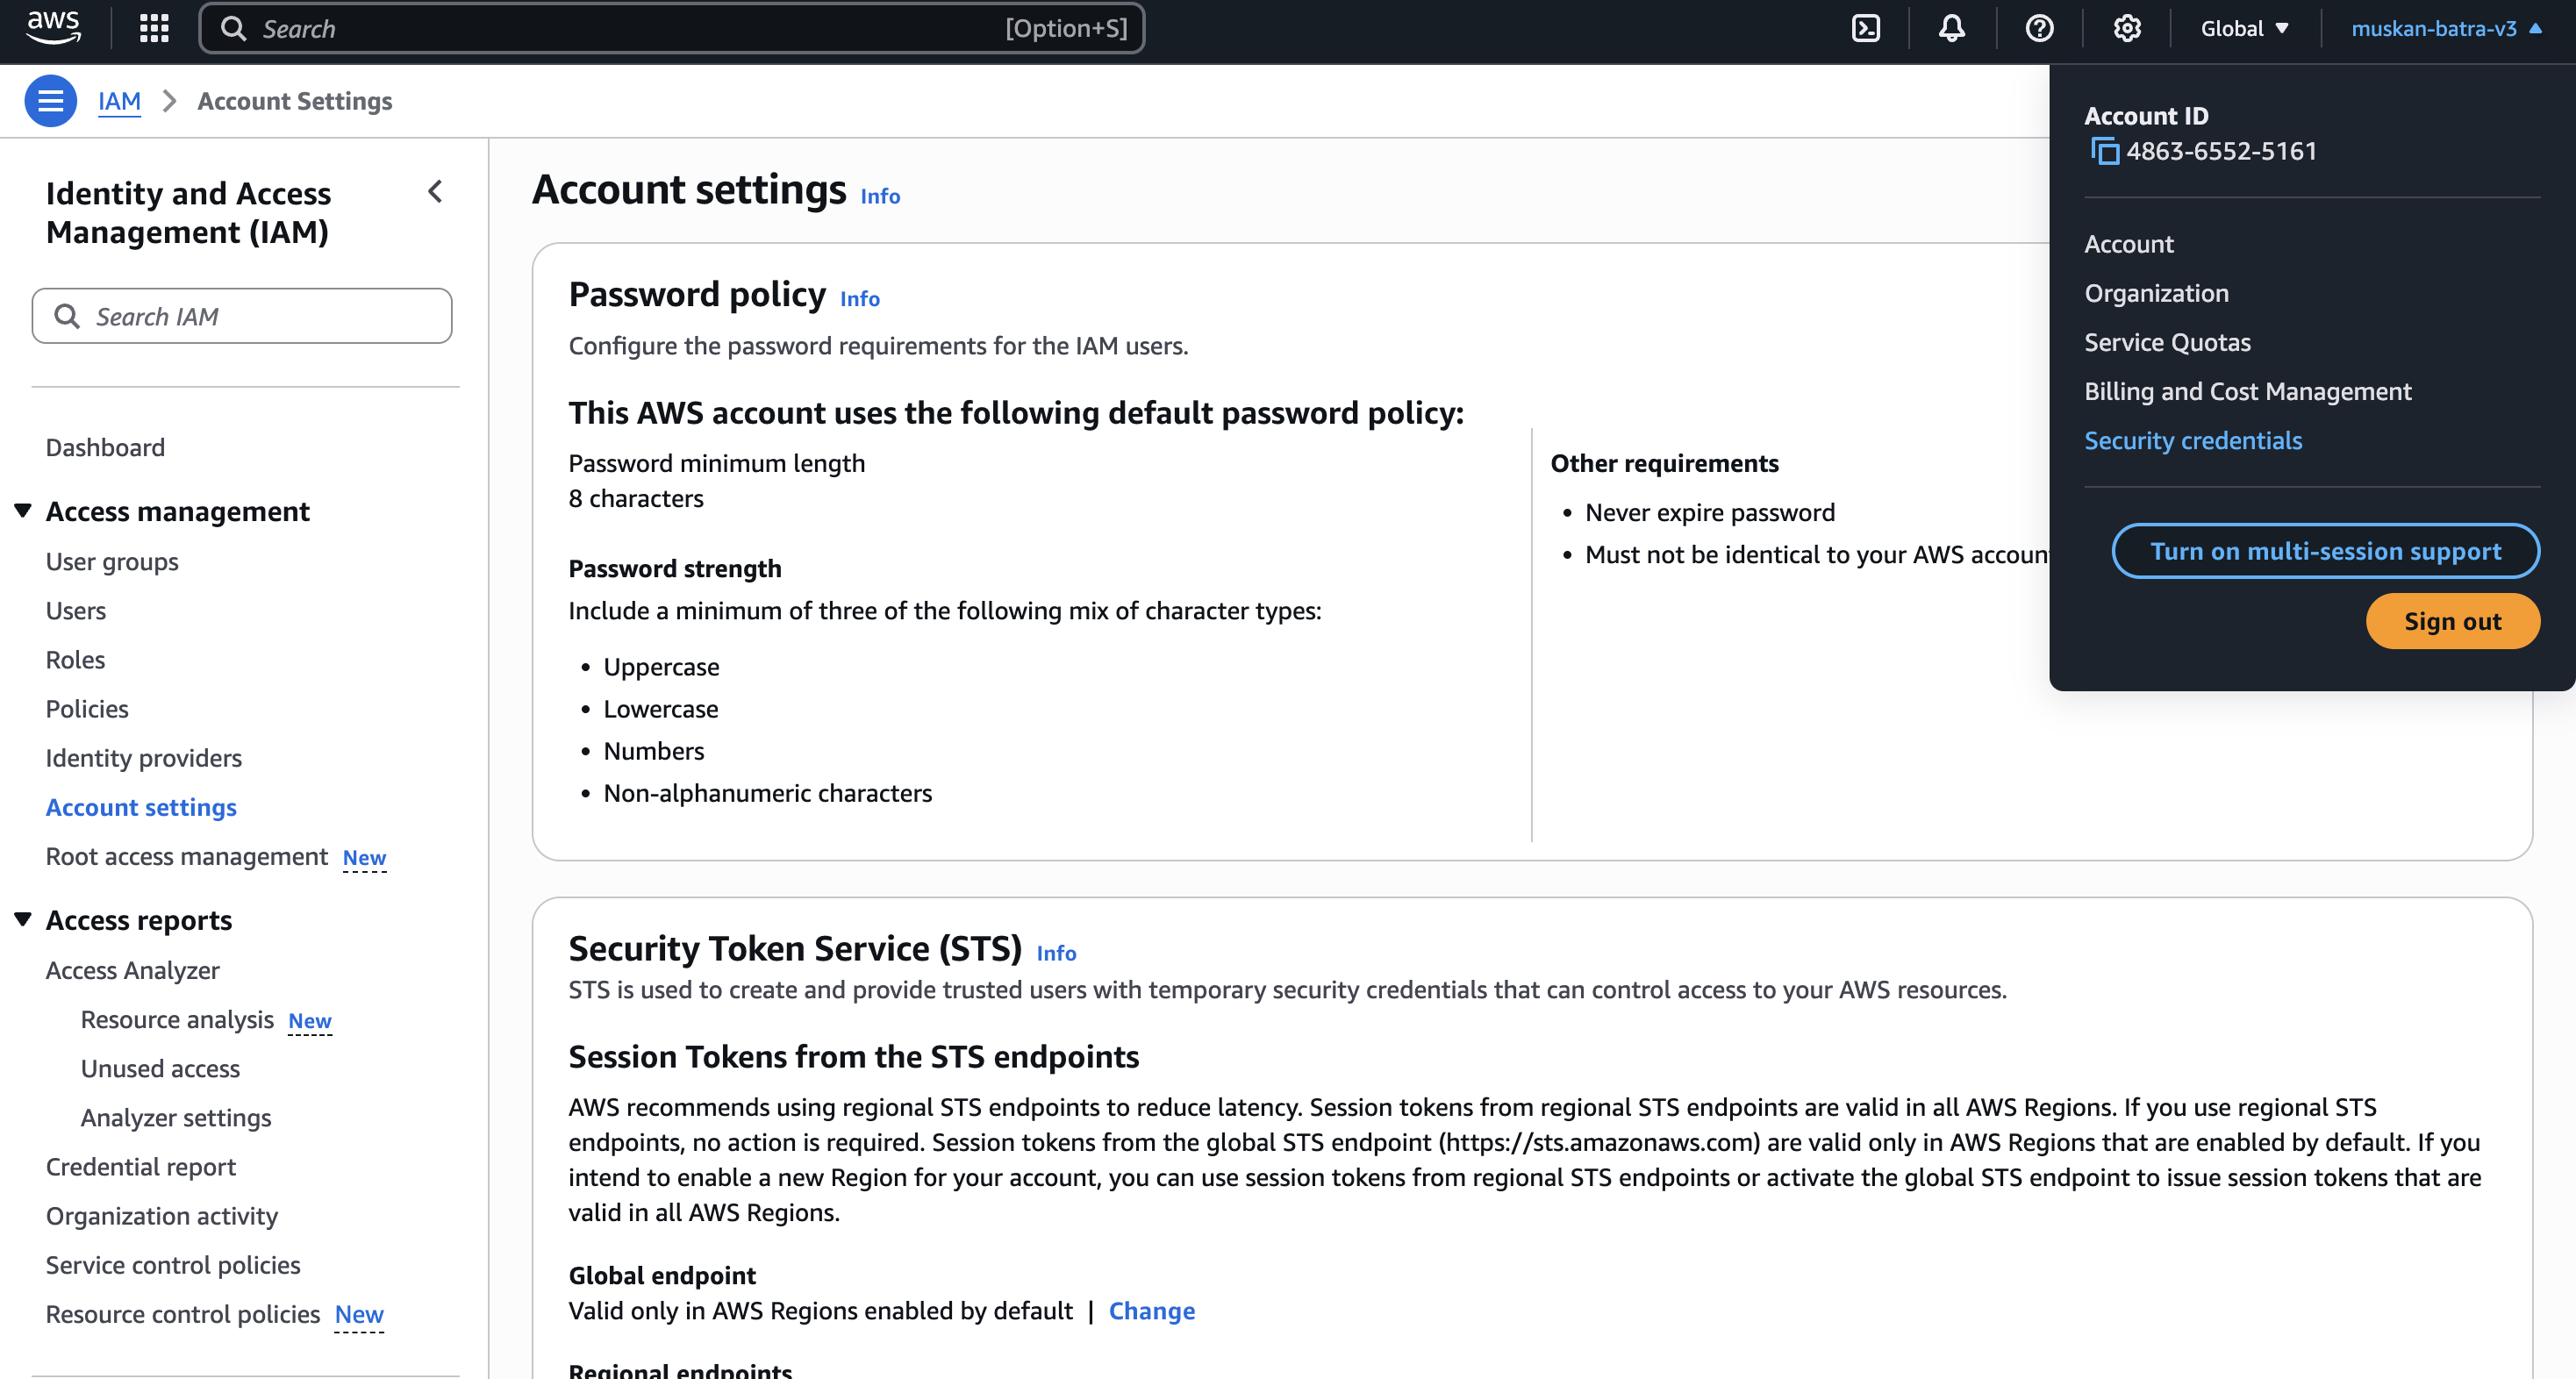 aws
Search
[Option+S]
Global
muskan-batra-v3
IAM
Account Settings
Account ID
4863-6552-5161
Account
Organization
Service Quotas
Billing and Cost Management
Security credentials
Turn on multi-session support
Sign out
Identity and Access
Management (IAM)
Search IAM
Dashboard
Access management
User groups
Users
Roles
Policies
Identity providers
Account settings
Root access management New
Access reports
Access Analyzer
Resource analysis New
Unused access
Analyzer settings
Credential report
Organization activity
Service control policies
Resource control policies New
Account settings Info
Password policy Info
Configure the password requirements for the IAM users.
This AWS account uses the following default password policy:
Password minimum length
8 characters
Password strength
Include a minimum of three of the following mix of character types:
• Uppercase
• Lowercase
• Numbers
• Non-alphanumeric characters
Other requirements
• Never expire password
• Must not be identical to your AWS account
Security Token Service (STS) Info
STS is used to create and provide trusted users with temporary security credentials that can control access to your AWS resources.
Session Tokens from the STS endpoints
AWS recommends using regional STS endpoints to reduce latency. Session tokens from regional STS endpoints are valid in all AWS Regions. If you use regional STS
endpoints, no action is required. Session tokens from the global STS endpoint (https://sts.amazonaws.com) are valid only in AWS Regions that are enabled by default. If you
intend to enable a new Region for your account, you can use session tokens from regional STS endpoints or activate the global STS endpoint to issue session tokens that are
valid in all AWS Regions.
Global endpoint
Valid only in AWS Regions enabled by default | Change
Regional endpoints